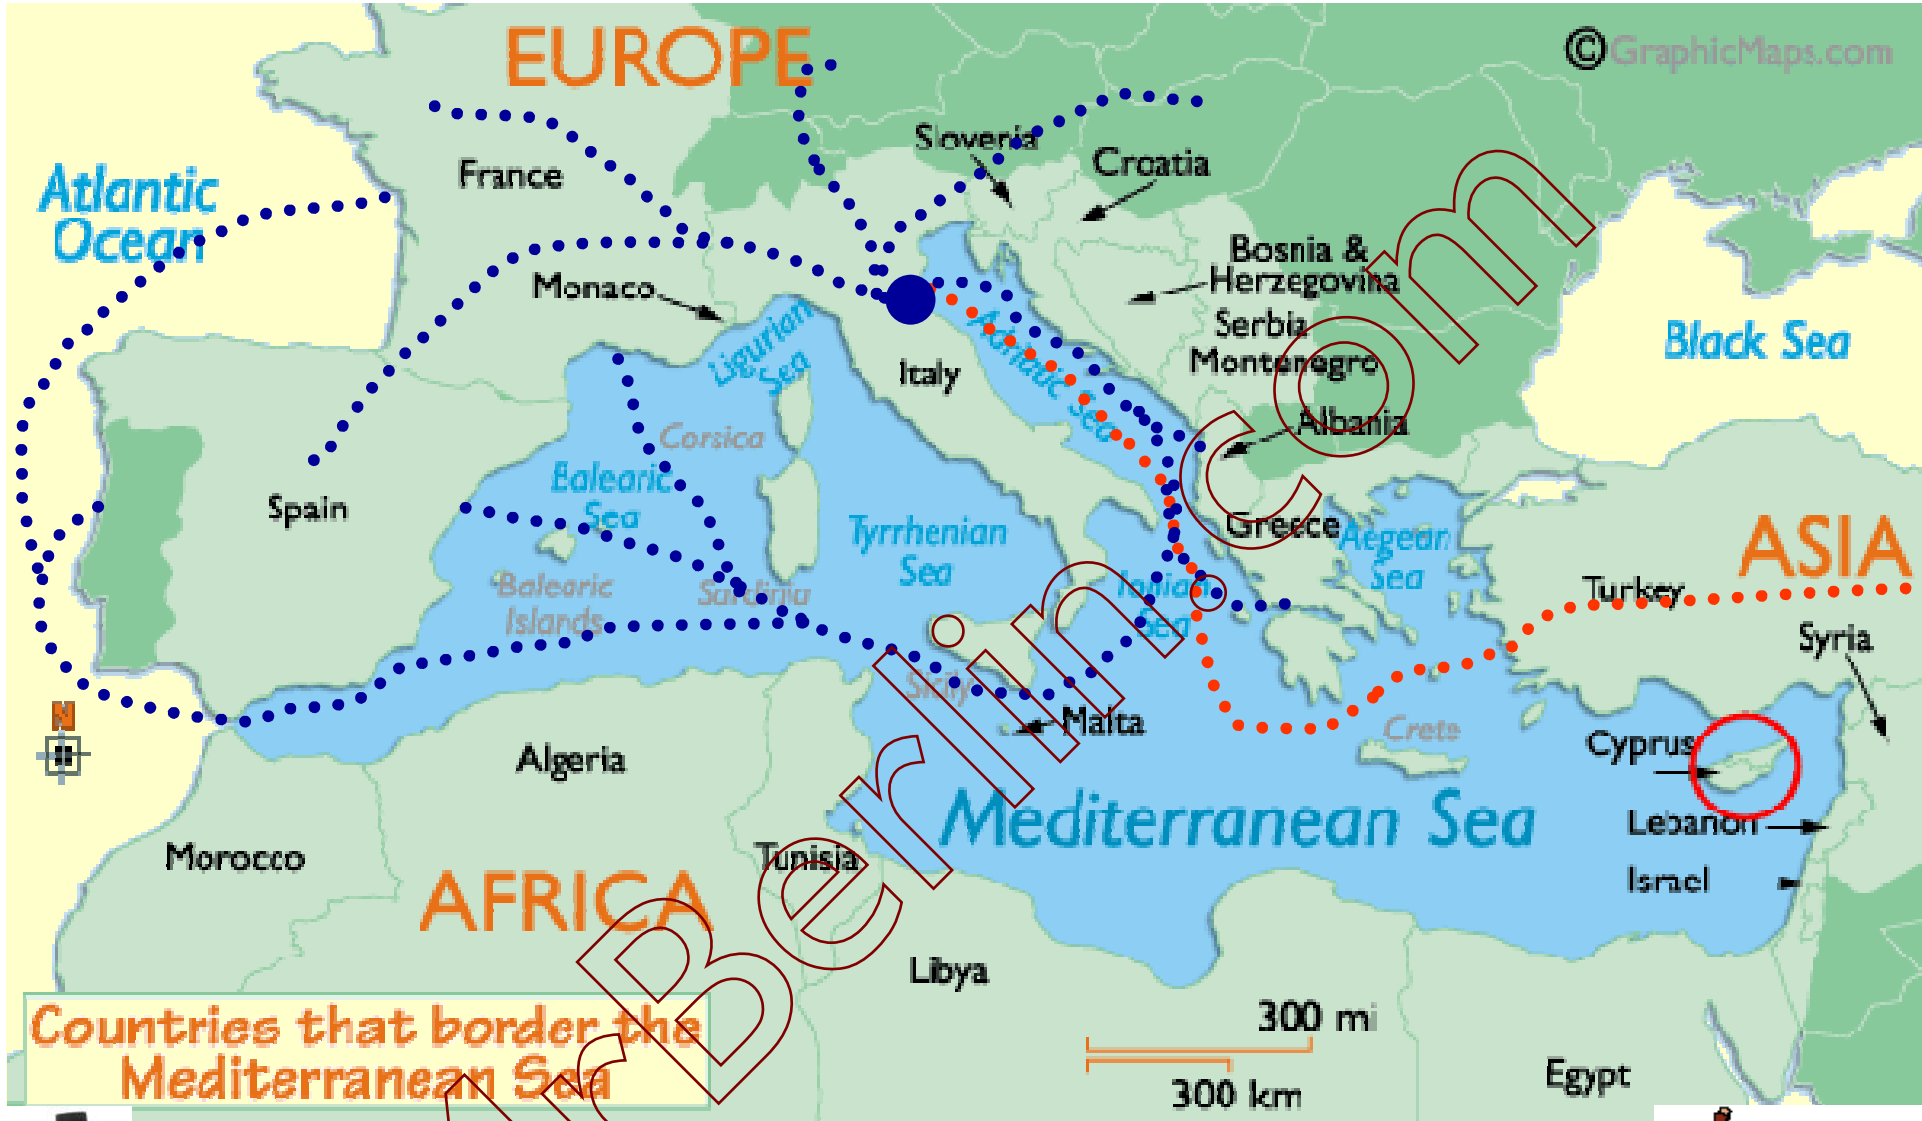 EUROPE
©GraphicMaps.com
Slovenia
Croatia
France
Atlantic
Ocean
Bosnia &
Herzegovina
Monaco
Serbia
Montenegro
Black Sea
Ligurian
Sea
Adriatic Sea
Italy
Albania
Corsica
Balearic
Sea
Spain
Tyrrhenian
Sea
Greece
Aegean
Sea
ASIA
Turkey
Balearic
Islands
Sardinia
Ionian
Sea
Syria
Sicily
N
Malta
Crete
Cyprus
Algeria
Mediterranean Sea
Lebanon
Morocco
Tunisia
Israel
AFRICA
Libya
300 mi
300 km
Egypt
Countries that border the
Mediterranean Sea
rBerlin.com